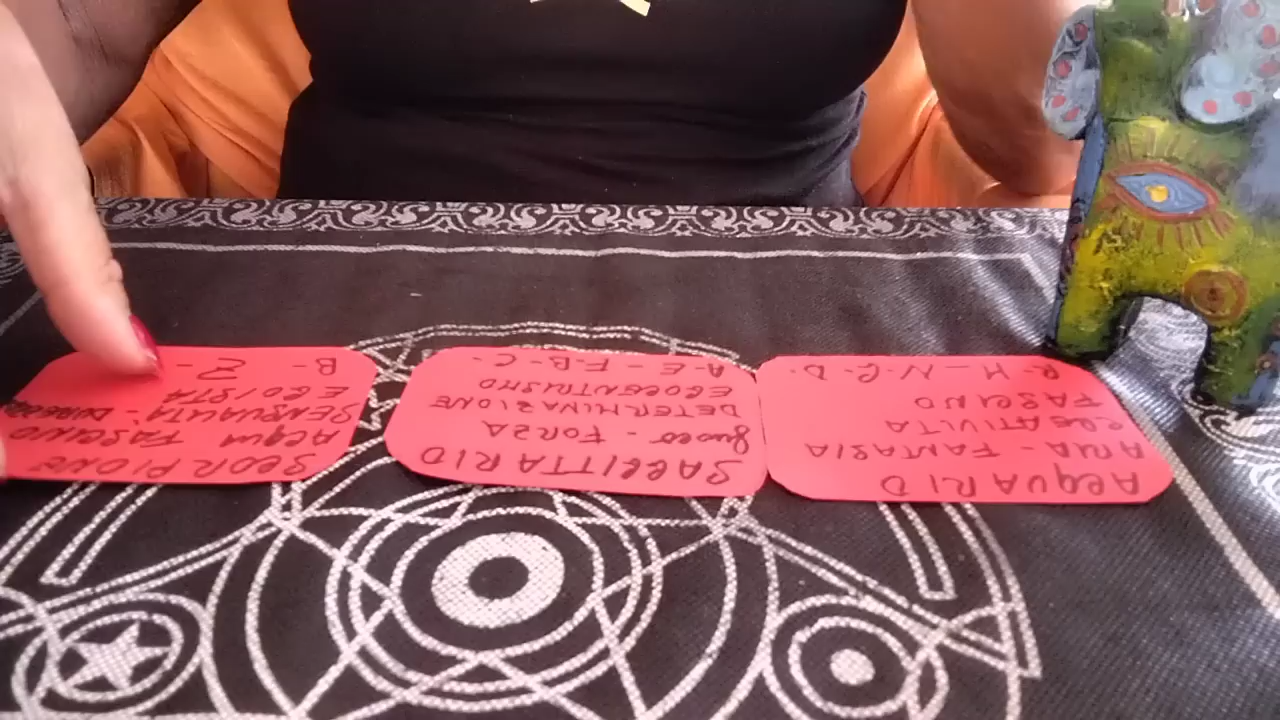 ACQUARIO
ARIA - FANTASIA
CREATIVITA
FASCINO
R.H - N.C.D.
SAGITTARIO
fuoco - FORZA
DETERMINAZIONE
EGOCENTRISMO
A-E-F-B-C-
SCORPIONE
ACQUA FASCINO
SENSUALITA -
EGOISTA
B- Z-